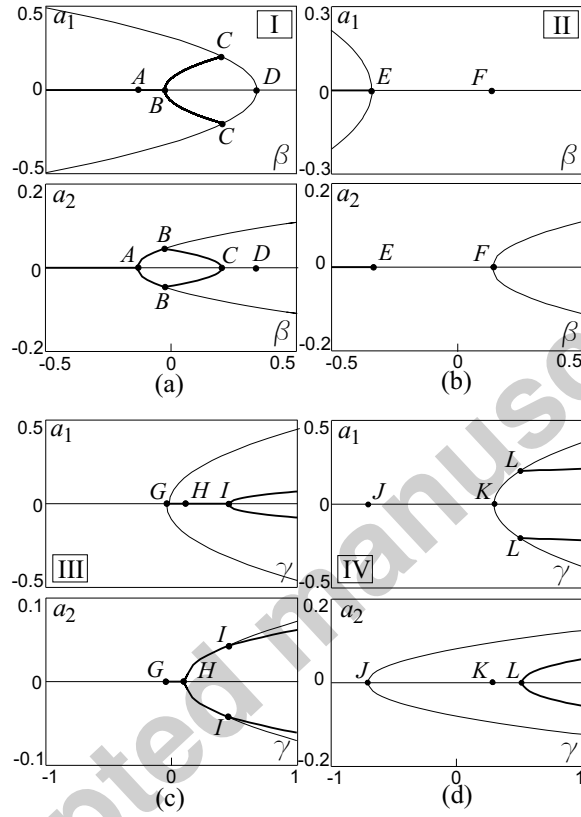 a1 I
0
-0.5
A B C C D
β
a2
0.2
0
-0.2
A B B C D
β
-0.5 0 0.5
(a)
0.3
a1 II
0
-0.3
E F
β
0.2
a2
0
-0.2
E F
β
-0.5 0 0.5
(b)
0.5
a1
0
-0.5
G H I
III γ
0.1
a2
0
-0.1
G H I I
γ
-1 0 1
(c)
0.5
a1
0
-0.5
J K L L
IV γ
0.2
a2
0
-0.2
J K L
γ
-1 0 1
(d)
pted manusc